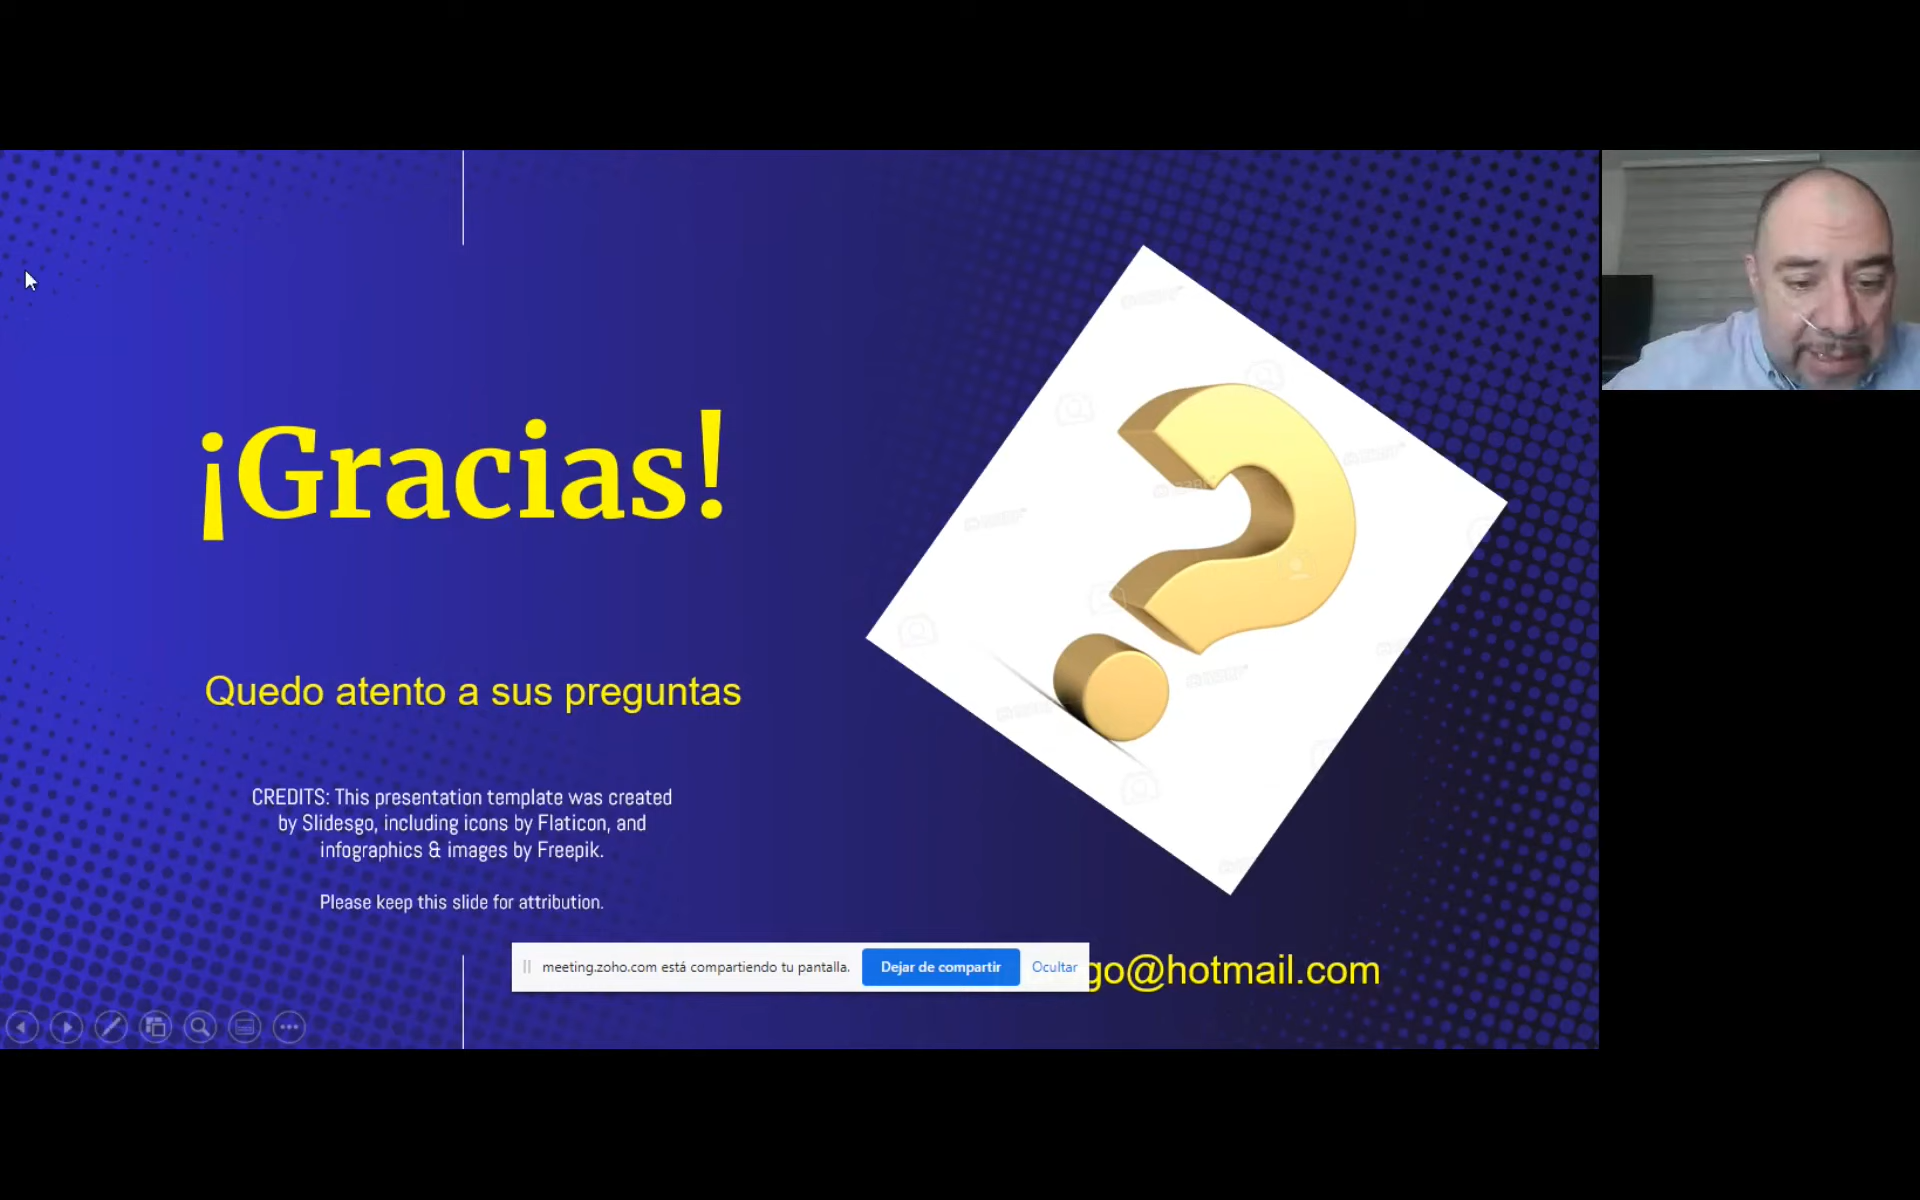 ¡Gracias!
Quedo atento a sus preguntas
CREDITS: This presentation template was created
by Slidesgo, including icons by Flaticon, and
infographics & images by Freepik.
Please keep this slide for attribution.
meeting.zoho.com está compartiendo tu pantalla. Dejar de compartir Ocultar
go@hotmail.com